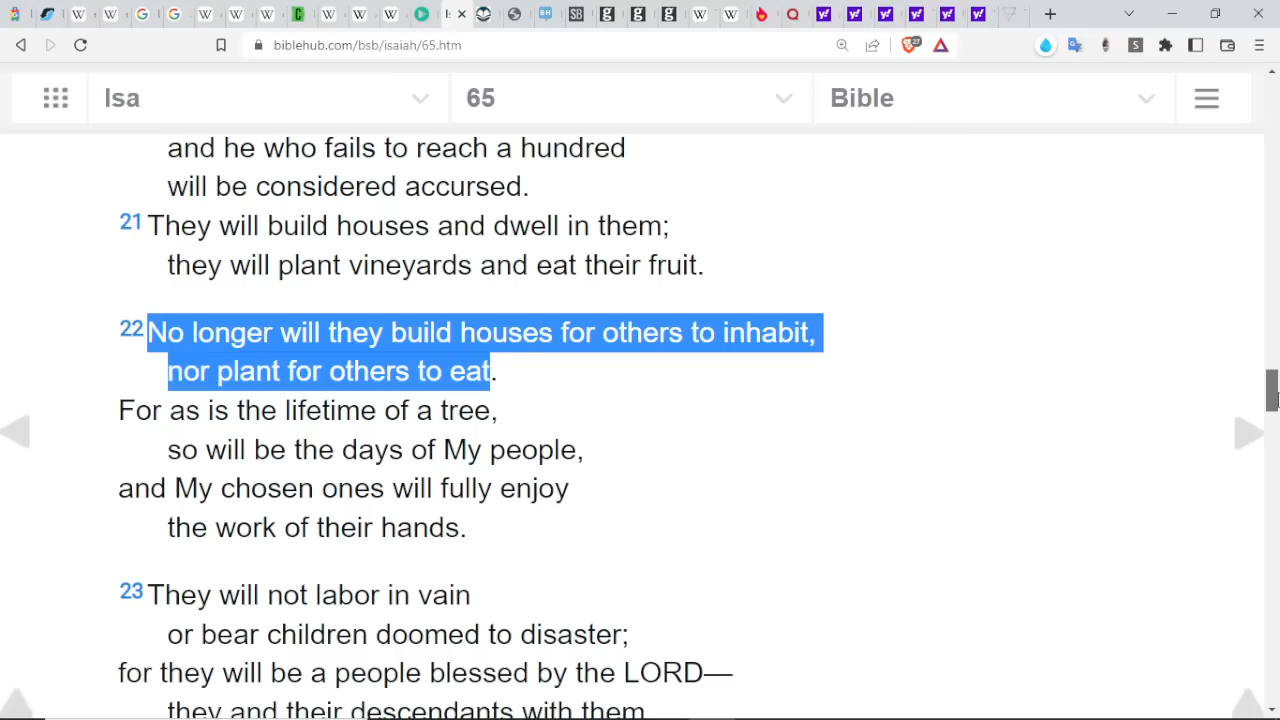 biblehub.com/bsb/isaiah/65.htm
27
Isa
65
Bible
and he who fails to reach a hundred
will be considered accursed.
21 They will build houses and dwell in them;
they will plant vineyards and eat their fruit.
22 No longer will they build houses for others to inhabit,
nor plant for others to eat.
For as is the lifetime of a tree,
so will be the days of My people,
and My chosen ones will fully enjoy
the work of their hands.
23 They will not labor in vain
or bear children doomed to disaster;
for they will be a people blessed by the LORD—
they and their descendants with them